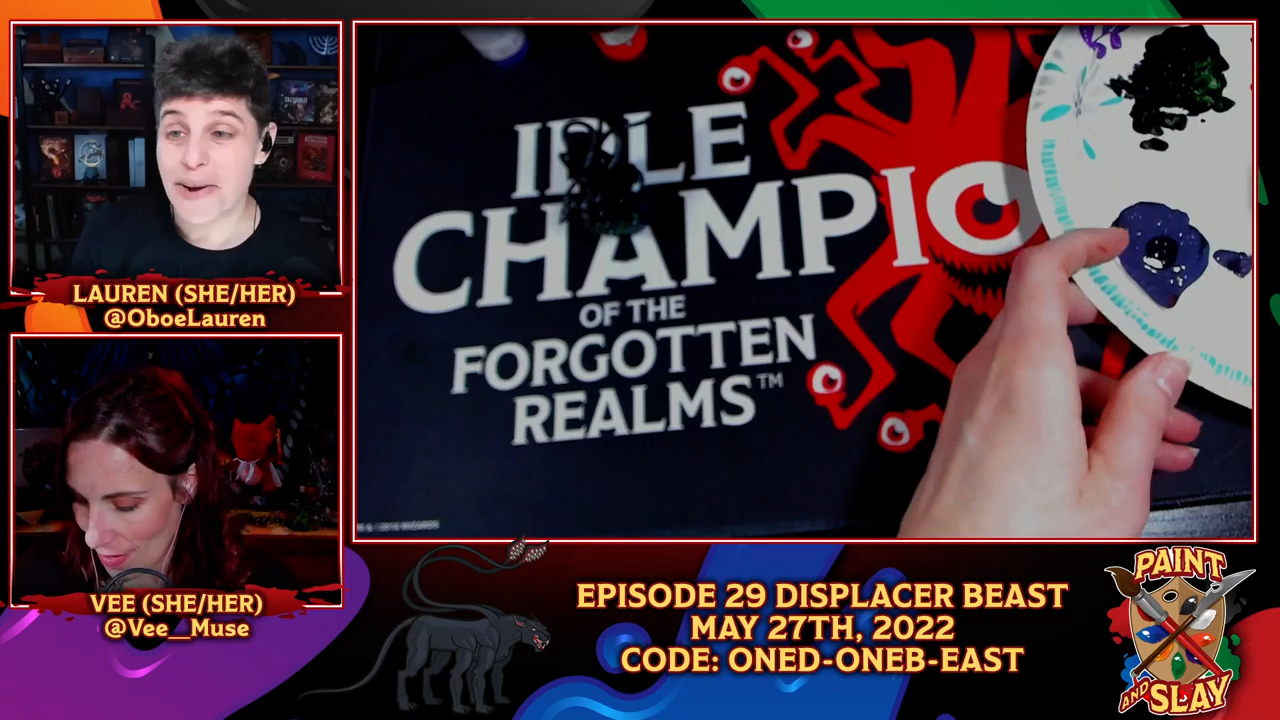 LAUREN (SHE/HER)
@OboeLauren
VEE (SHE/HER)
@Vee__Muse
IDLE
CHAMPIO
OF THE
FORGOTTEN
REALMS™
EPISODE 29 DISPLACER BEAST
MAY 27TH, 2022
CODE: ONED-ONEB-EAST
PAINT
AND SLAY